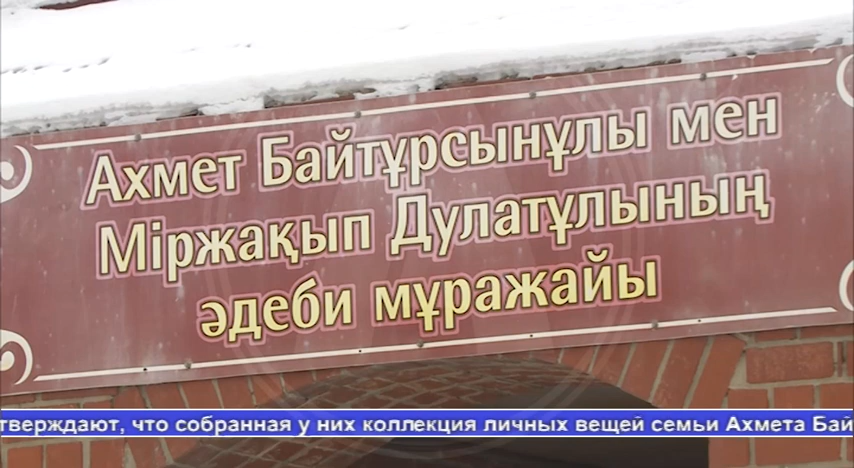 Ахмет Байтұрсынұлы мен
Міржақып Дулатұлының
әдеби мұражайы
тверждают, что собранная у них коллекция личных вещей семьи Ахмета Бай